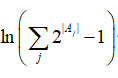 ln(∑_j 2^{|A_j|} − 1)